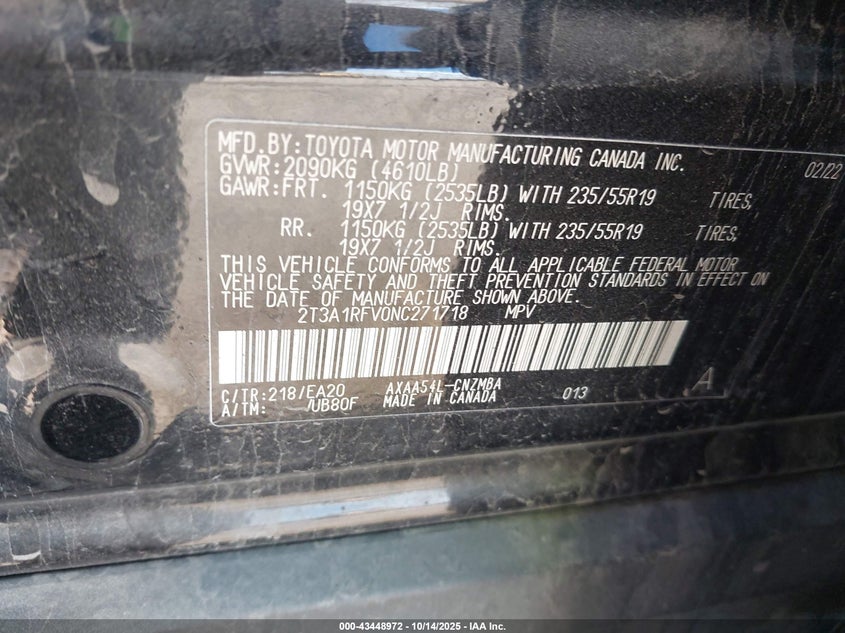 MFD.BY:TOYOTA MOTOR MANUFACTURING CANADA INC. 02/22
GVWR:2090KG (4610LB)
GAWR:FRT. 1150KG (2535LB) WITH 235/55R19 TIRES,
19X7 1/2J RIMS.
RR. 1150KG (2535LB) WITH 235/55R19 TIRES,
19X7 1/2J RIMS.
THIS VEHICLE CONFORMS TO ALL APPLICABLE FEDERAL MOTOR
VEHICLE SAFETY AND THEFT PREVENTION STANDARDS IN EFFECT ON
THE DATE OF MANUFACTURE SHOWN ABOVE.
2T3A1RFV0NC271718 MPV
C/TR:218/EA20 AXAA54L-CNZMBA 013 A
A/TM: /UB80F MADE IN CANADA
000-43448972 - 10/14/2025 - IAA Inc.